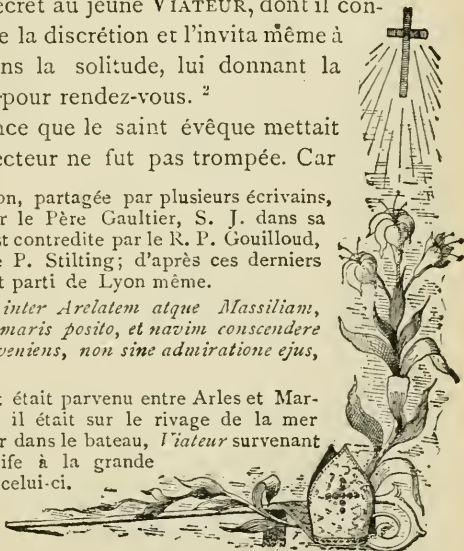 ecret au jeune VIATEUR, dont il con-
e la discrétion et l'invita même à
ns la solitude, lui donnant la
pour rendez-vous. ²
nce que le saint évêque mettait
ecteur ne fut pas trompée. Car
on, partagée par plusieurs écrivains,
r le Père Gaultier, S. J. dans sa
st contredite par le R. P. Gouilloud,
e P. Stilting; d'après ces derniers
t parti de Lyon même.
inter Arelatem atque Massiliam,
maris posito, et navim conscendere
veniens, non sine admiratione ejus,
t était parvenu entre Arles et Mar-
il était sur le rivage de la mer
r dans le bateau, Viateur survenant
ife à la grande
celui-ci.